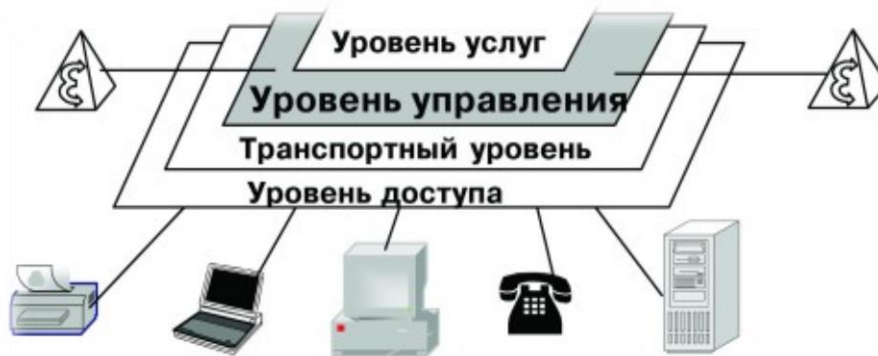 Уровень услуг
Уровень управления
Транспортный уровень
Уровень доступа